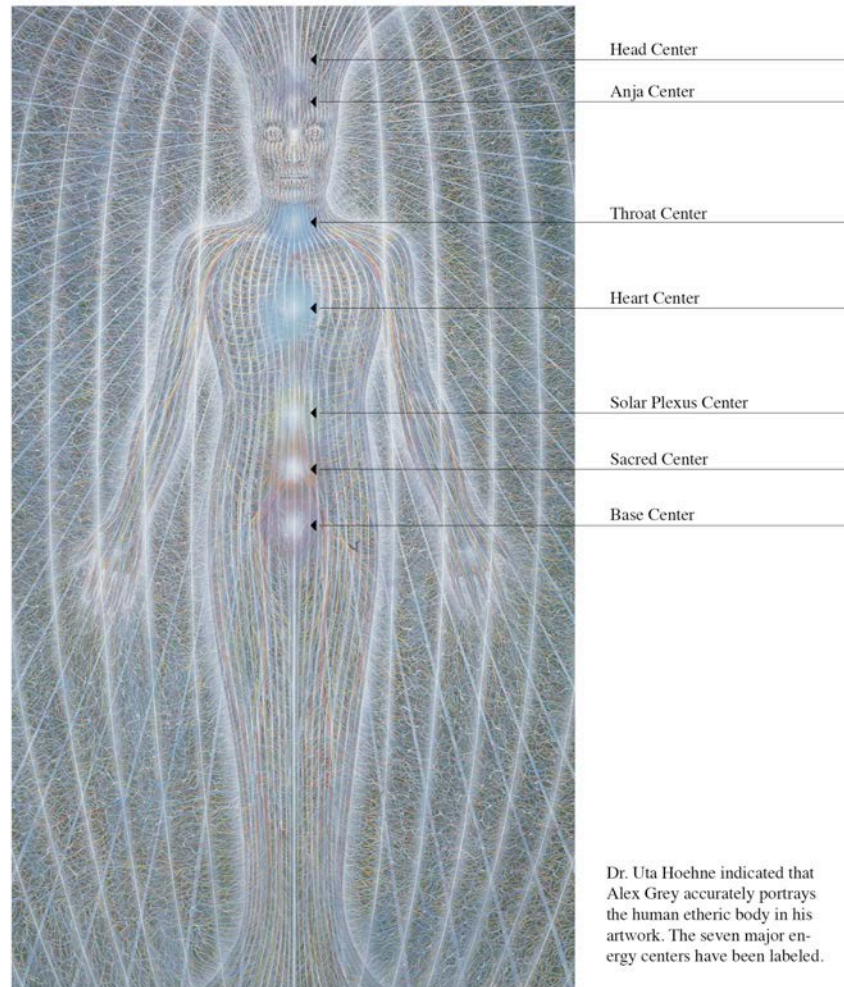 Head Center
Anja Center
Throat Center
Heart Center
Solar Plexus Center
Sacred Center
Base Center
Dr. Uta Hoehne indicated that
Alex Grey accurately portrays
the human etheric body in his
artwork. The seven major en-
ergy centers have been labeled.